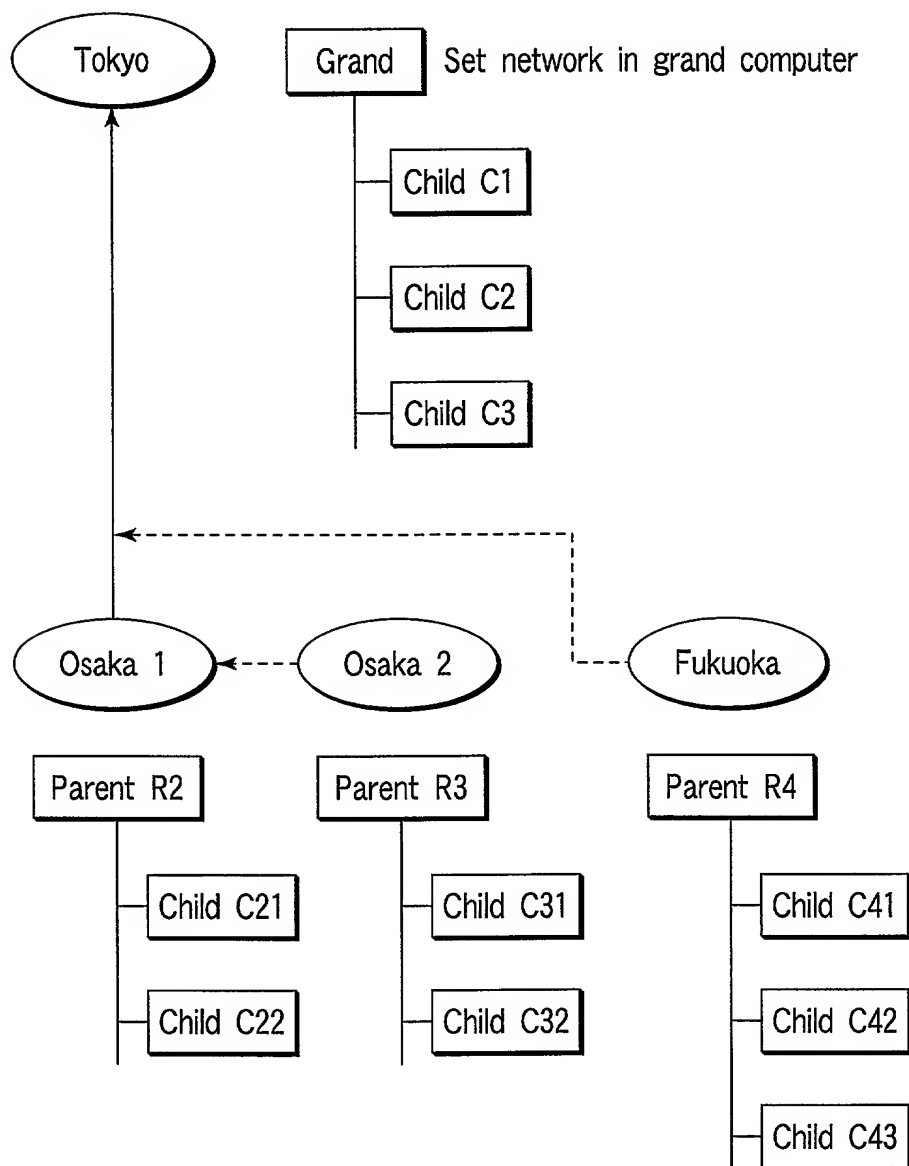 Tokyo
Grand
Set network in grand computer
Child C1
Child C2
Child C3
Osaka 1
Osaka 2
Fukuoka
Parent R2
Parent R3
Parent R4
Child C21
Child C31
Child C41
Child C22
Child C32
Child C42
Child C43